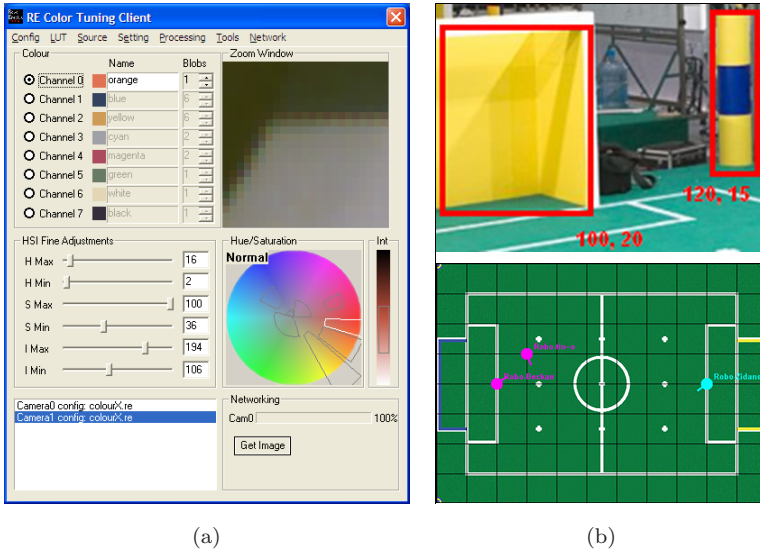 RE Color Tuning Client
Config LUT Source Setting Processing Tools Network
Colour
Name Blobs
Channel 0 orange 1
Channel 1 blue 6
Channel 2 yellow 6
Channel 3 cyan 2
Channel 4 magenta 2
Channel 5 green 1
Channel 6 white 1
Channel 7 black 1
Zoom Window
HSI Fine Adjustments
H Max 16
H Min 2
S Max 100
S Min 36
I Max 194
I Min 106
Hue/Saturation
Normal
Int
Camera0 config: colourX.re
Camera1 config: colourX.re
Networking
Cam0 100%
Get Image
(a)
120, 15
100, 20
(b)